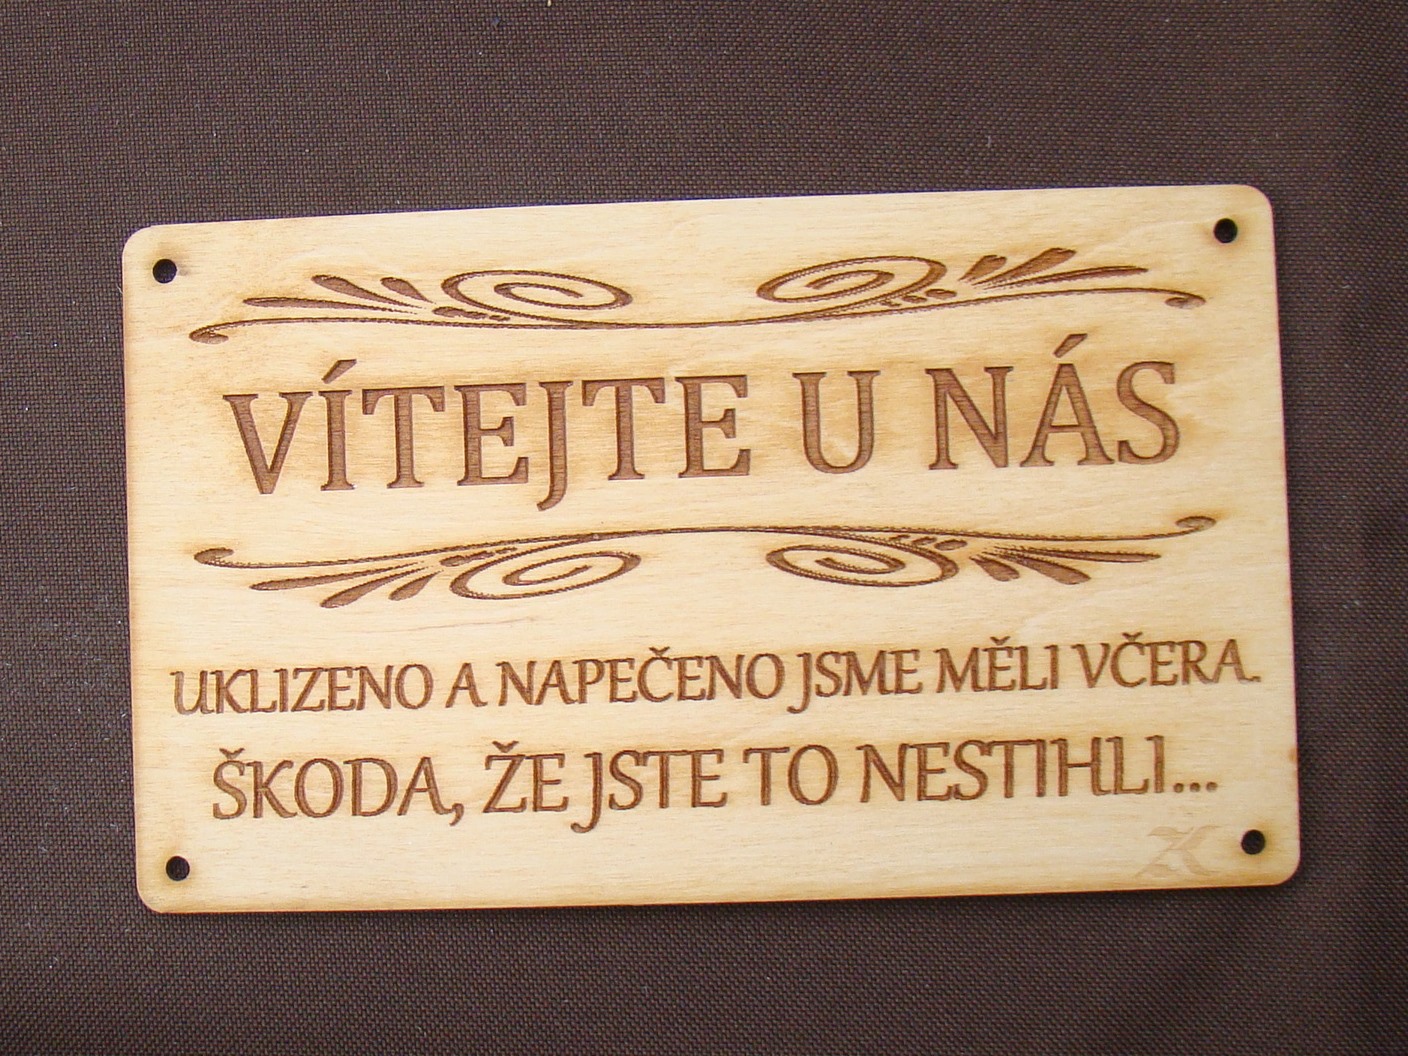 VÍTEJTE U NÁS
UKLIZENO A NAPEČENO JSME MĚLI VČERA.
ŠKODA, ŽE JSTE TO NESTIHLI...